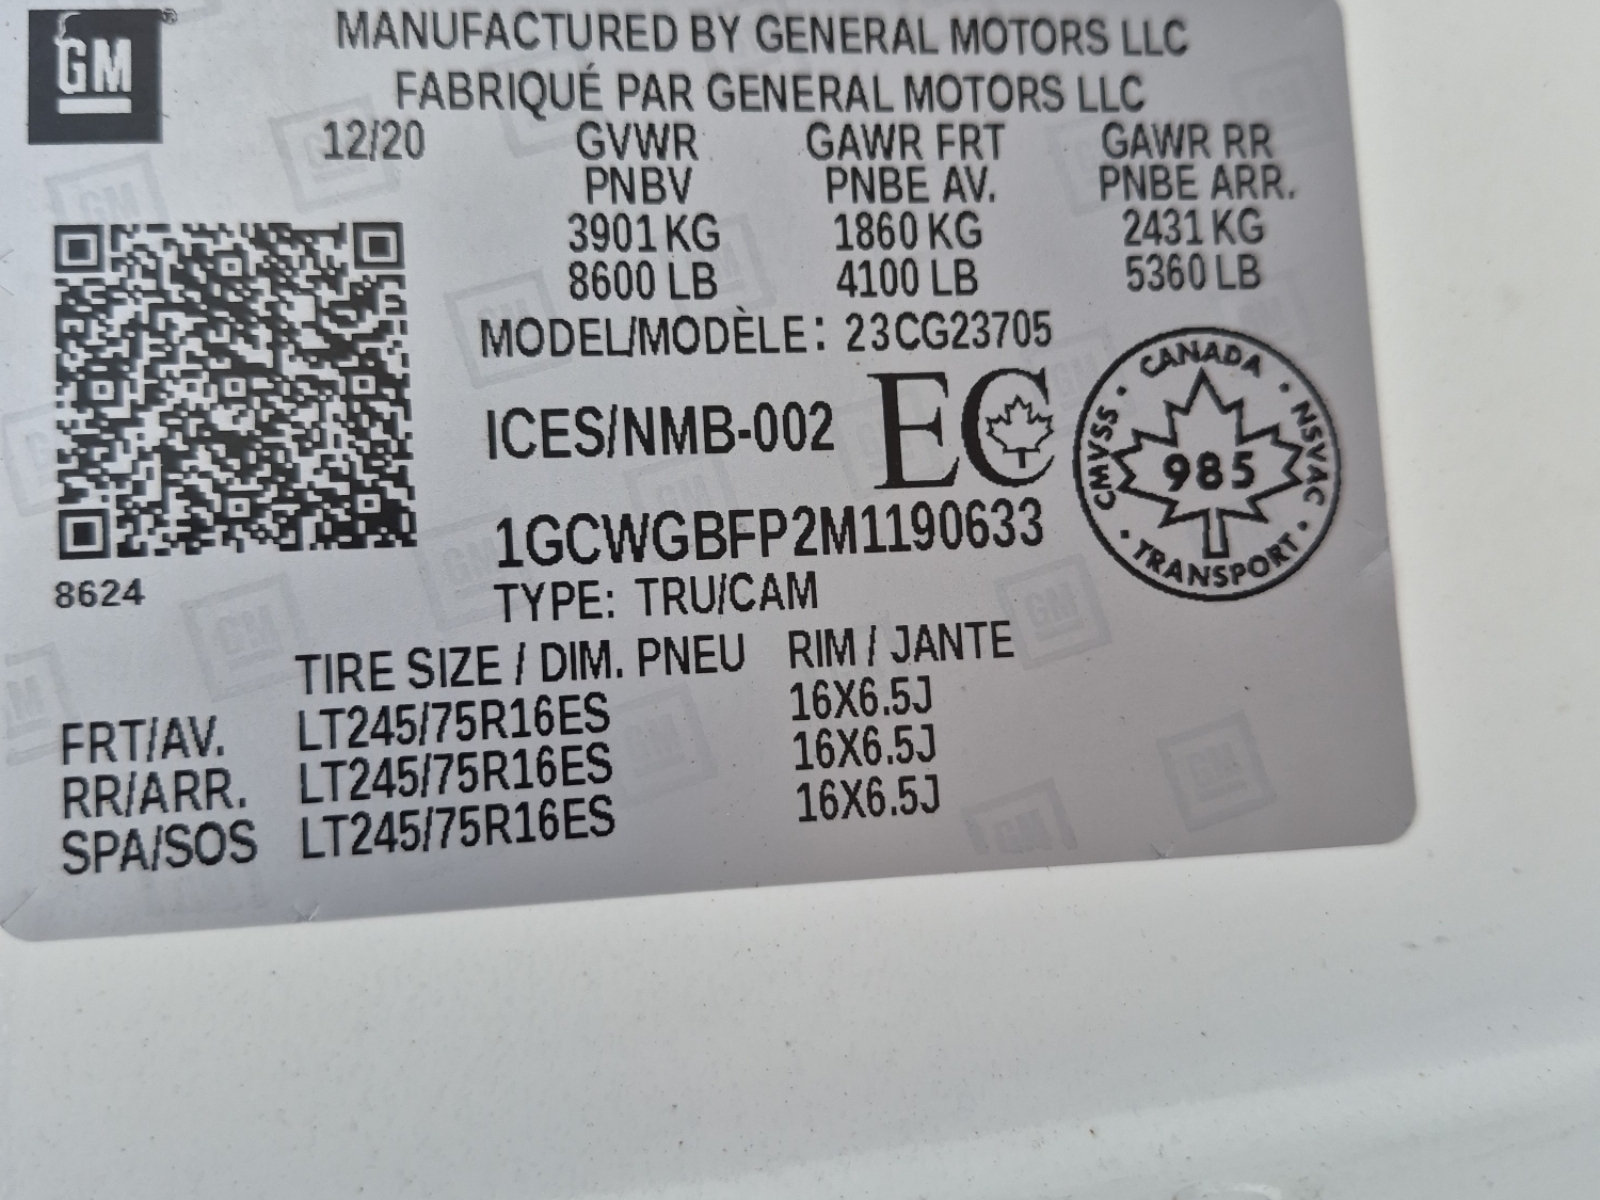 GM
MANUFACTURED BY GENERAL MOTORS LLC
FABRIQUÉ PAR GENERAL MOTORS LLC
12/20 GVWR GAWR FRT GAWR RR
PNBV PNBE AV. PNBE ARR.
3901 KG 1860 KG 2431 KG
8600 LB 4100 LB 5360 LB
MODEL/MODÈLE: 23CG23705
ICES/NMB-002 EC
CANADA · NSVAC · TRANSPORT · CMVSS ·
985
1GCWGBFP2M1190633
8624
TYPE: TRU/CAM
TIRE SIZE / DIM. PNEU RIM / JANTE
FRT/AV. LT245/75R16ES 16X6.5J
RR/ARR. LT245/75R16ES 16X6.5J
SPA/SOS LT245/75R16ES 16X6.5J